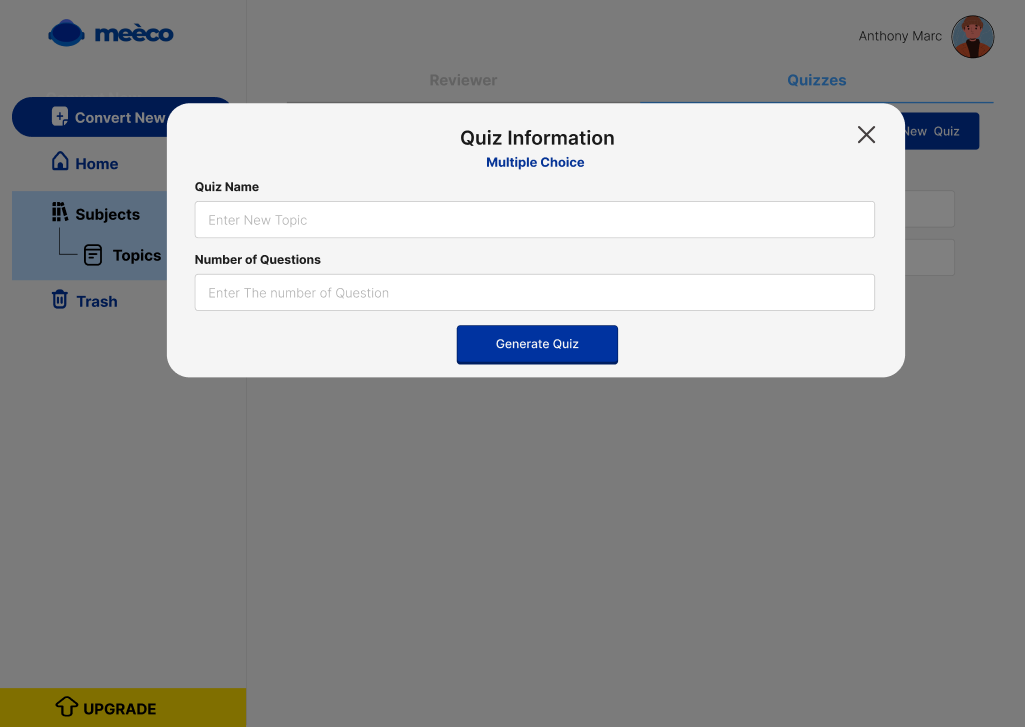 meèco
Anthony Marc
Reviewer
Quizzes
Convert New
New Quiz
Home
Subjects
Topics
Trash
Quiz Information
Multiple Choice
Quiz Name
Enter New Topic
Number of Questions
Enter The number of Question
Generate Quiz
UPGRADE